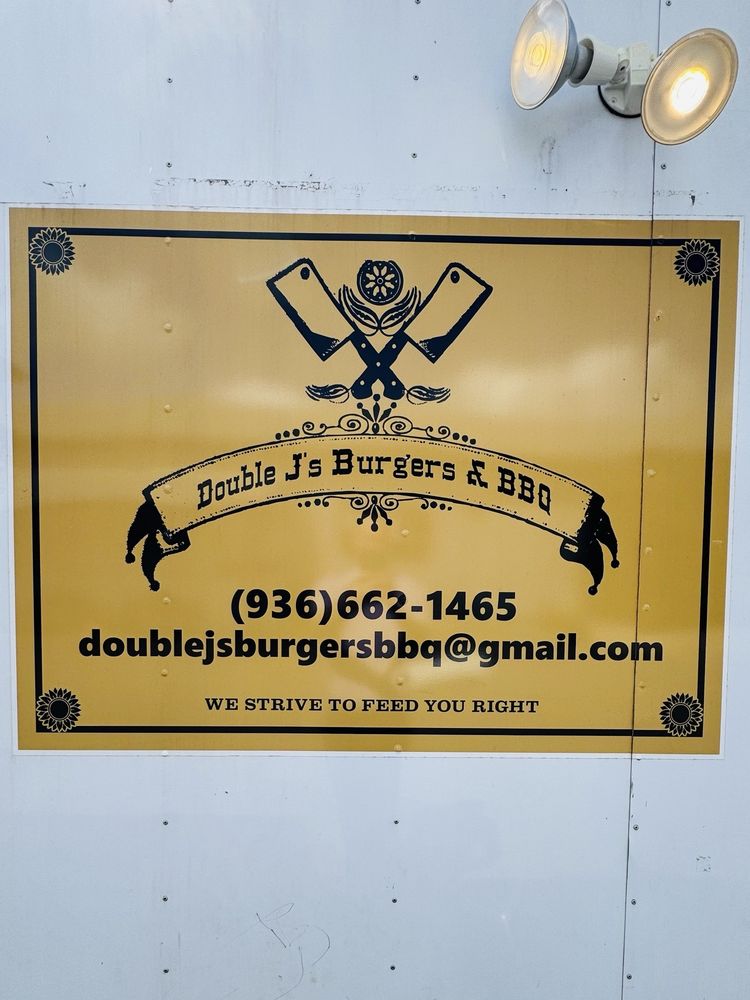 Double J's Burgers & BBQ
(936)662-1465
doublejsburgersbbq@gmail.com
WE STRIVE TO FEED YOU RIGHT